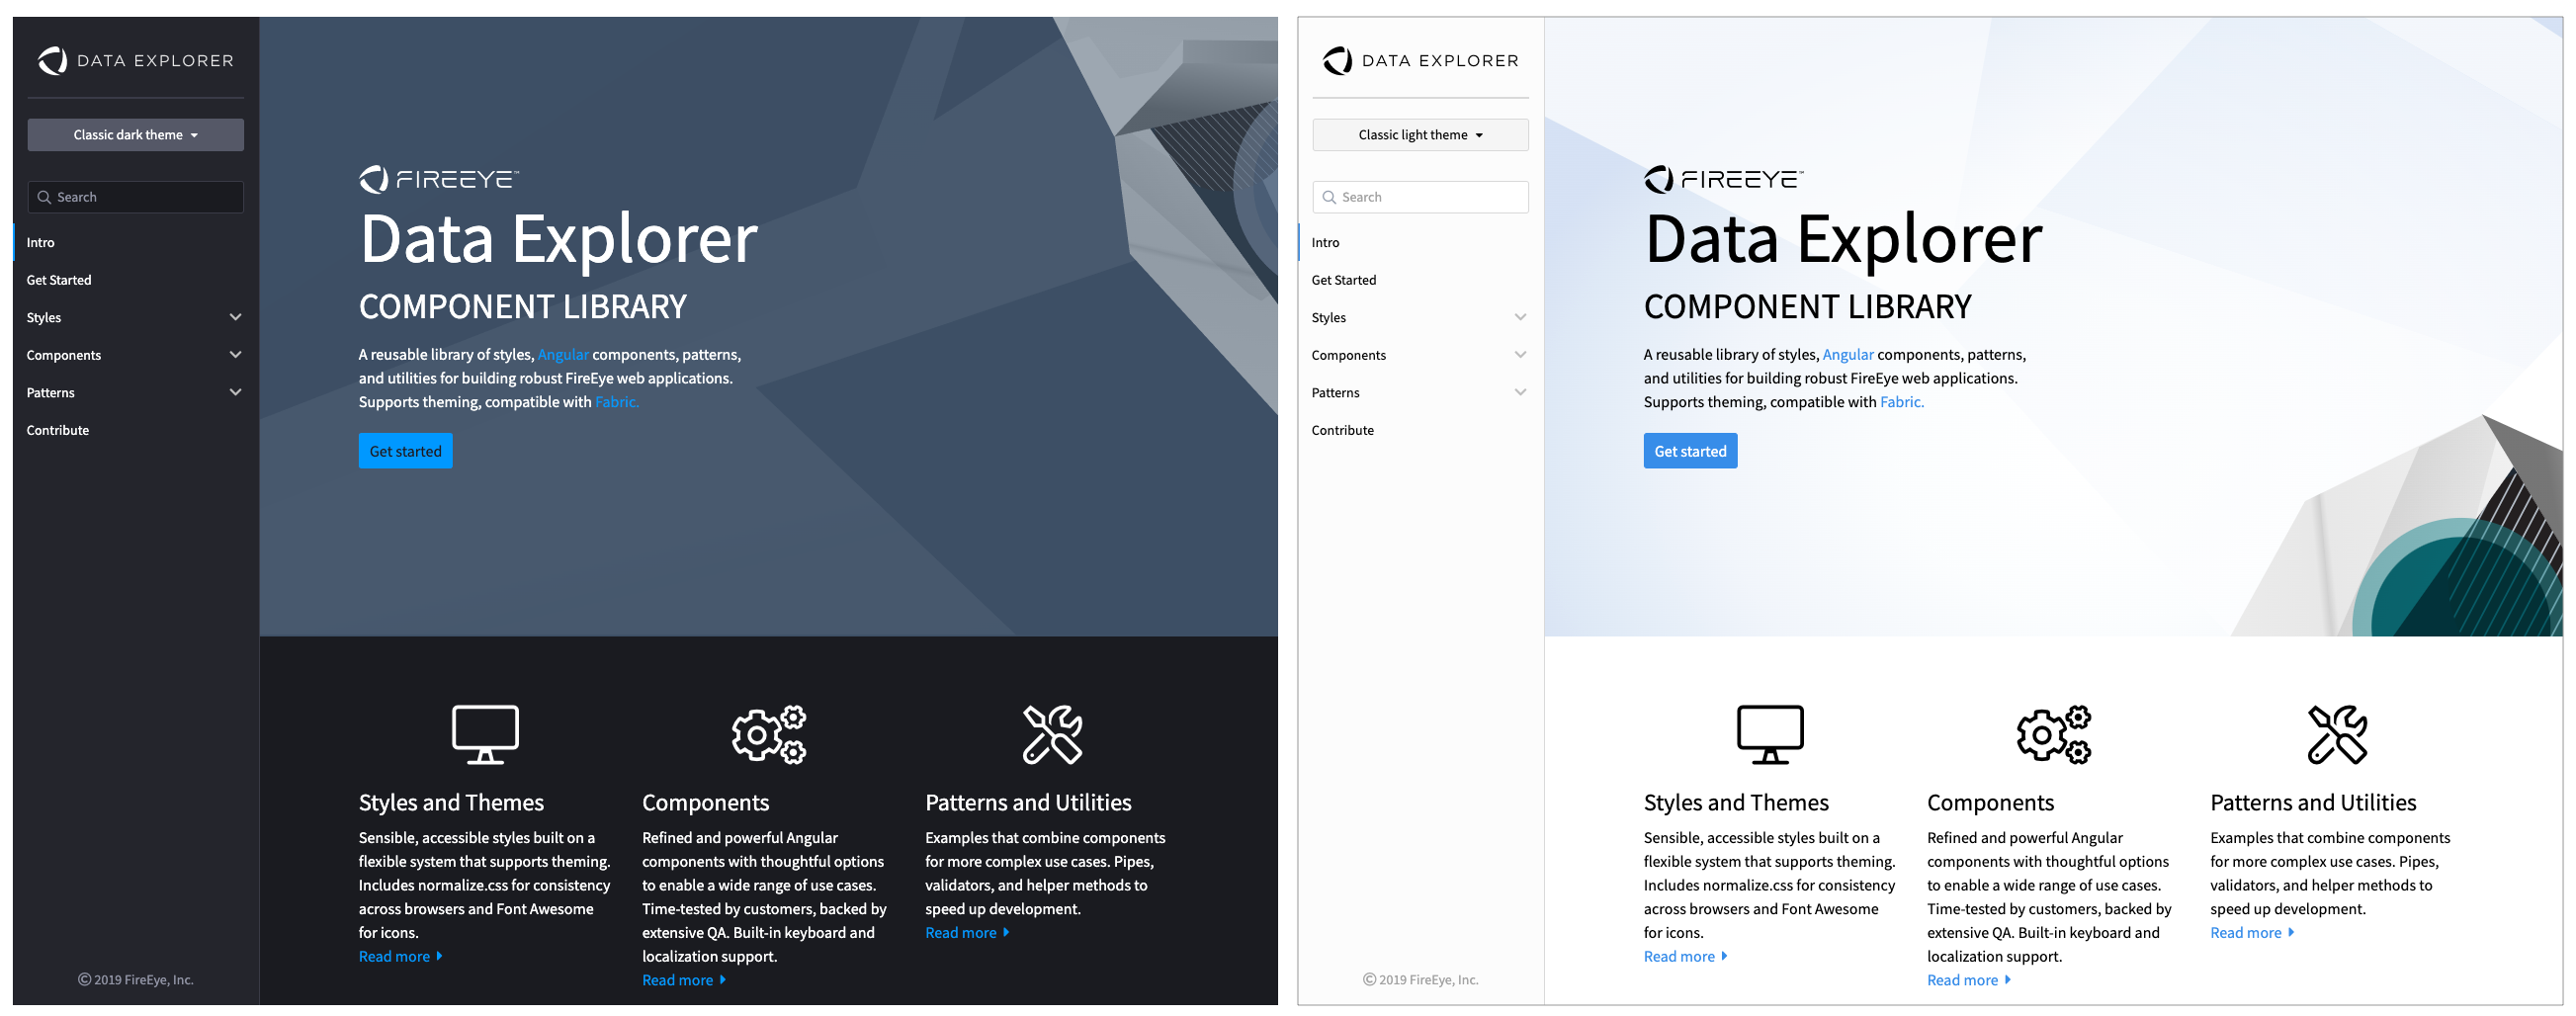 DATA EXPLORER
Classic dark theme
Search
Intro
Get Started
Styles
Components
Patterns
Contribute
© 2019 FireEye, Inc.
FIREEYE™
Data Explorer
COMPONENT LIBRARY
A reusable library of styles, Angular components, patterns,
and utilities for building robust FireEye web applications.
Supports theming, compatible with Fabric.
Get started
Styles and Themes
Sensible, accessible styles built on a
flexible system that supports theming.
Includes normalize.css for consistency
across browsers and Font Awesome
for icons.
Read more
Components
Refined and powerful Angular
components with thoughtful options
to enable a wide range of use cases.
Time-tested by customers, backed by
extensive QA. Built-in keyboard and
localization support.
Read more
Patterns and Utilities
Examples that combine components
for more complex use cases. Pipes,
validators, and helper methods to
speed up development.
Read more
DATA EXPLORER
Classic light theme
Search
Intro
Get Started
Styles
Components
Patterns
Contribute
© 2019 FireEye, Inc.
FIREEYE™
Data Explorer
COMPONENT LIBRARY
A reusable library of styles, Angular components, patterns,
and utilities for building robust FireEye web applications.
Supports theming, compatible with Fabric.
Get started
Styles and Themes
Sensible, accessible styles built on a
flexible system that supports theming.
Includes normalize.css for consistency
across browsers and Font Awesome
for icons.
Read more
Components
Refined and powerful Angular
components with thoughtful options
to enable a wide range of use cases.
Time-tested by customers, backed by
extensive QA. Built-in keyboard and
localization support.
Read more
Patterns and Utilities
Examples that combine components
for more complex use cases. Pipes,
validators, and helper methods to
speed up development.
Read more